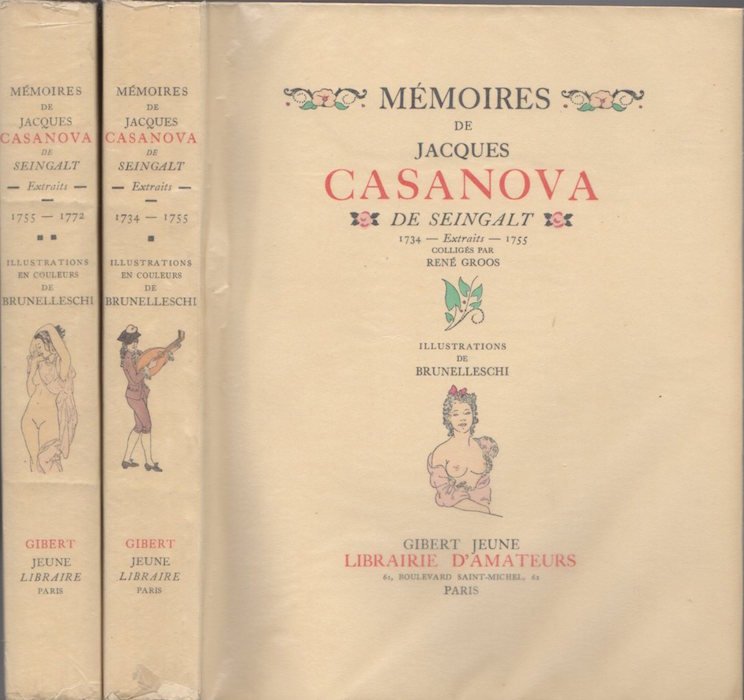 MÉMOIRES
DE
JACQUES
CASANOVA
DE
SEINGALT
— Extraits —
—
1755 — 1772
ILLUSTRATIONS
EN COULEURS
DE
BRUNELLESCHI
GIBERT
JEUNE
LIBRAIRE
PARIS
MÉMOIRES
DE
JACQUES
CASANOVA
DE
SEINGALT
— Extraits —
—
1734 — 1755
ILLUSTRATIONS
EN COULEURS
DE
BRUNELLESCHI
GIBERT
JEUNE
LIBRAIRE
PARIS
MÉMOIRES
DE
JACQUES
CASANOVA
DE SEINGALT
1734 — Extraits — 1755
COLLIGÉS PAR
RENÉ GROOS
ILLUSTRATIONS
DE
BRUNELLESCHI
GIBERT JEUNE
LIBRAIRIE D'AMATEURS
61, BOULEVARD SAINT-MICHEL, 61
PARIS